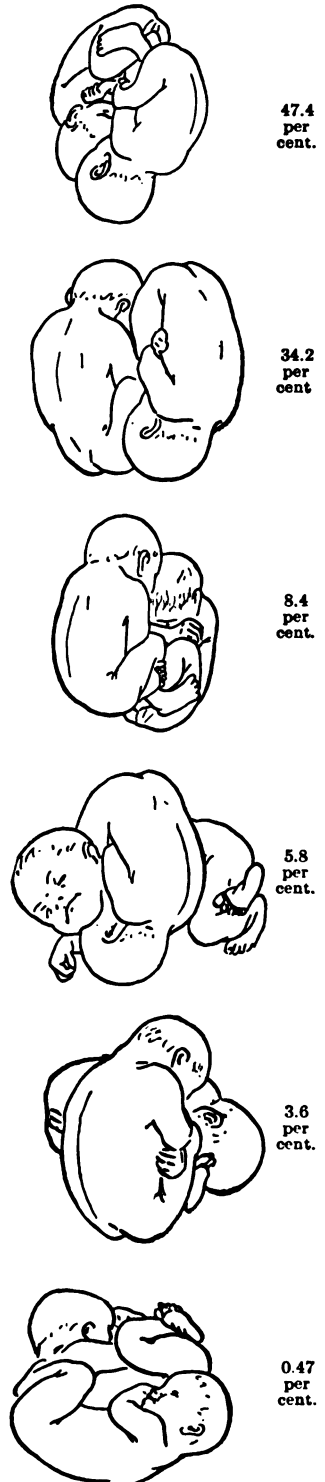 47.4
per
cent.
34.2
per
cent
8.4
per
cent.
5.8
per
cent.
3.6
per
cent.
0.47
per
cent.